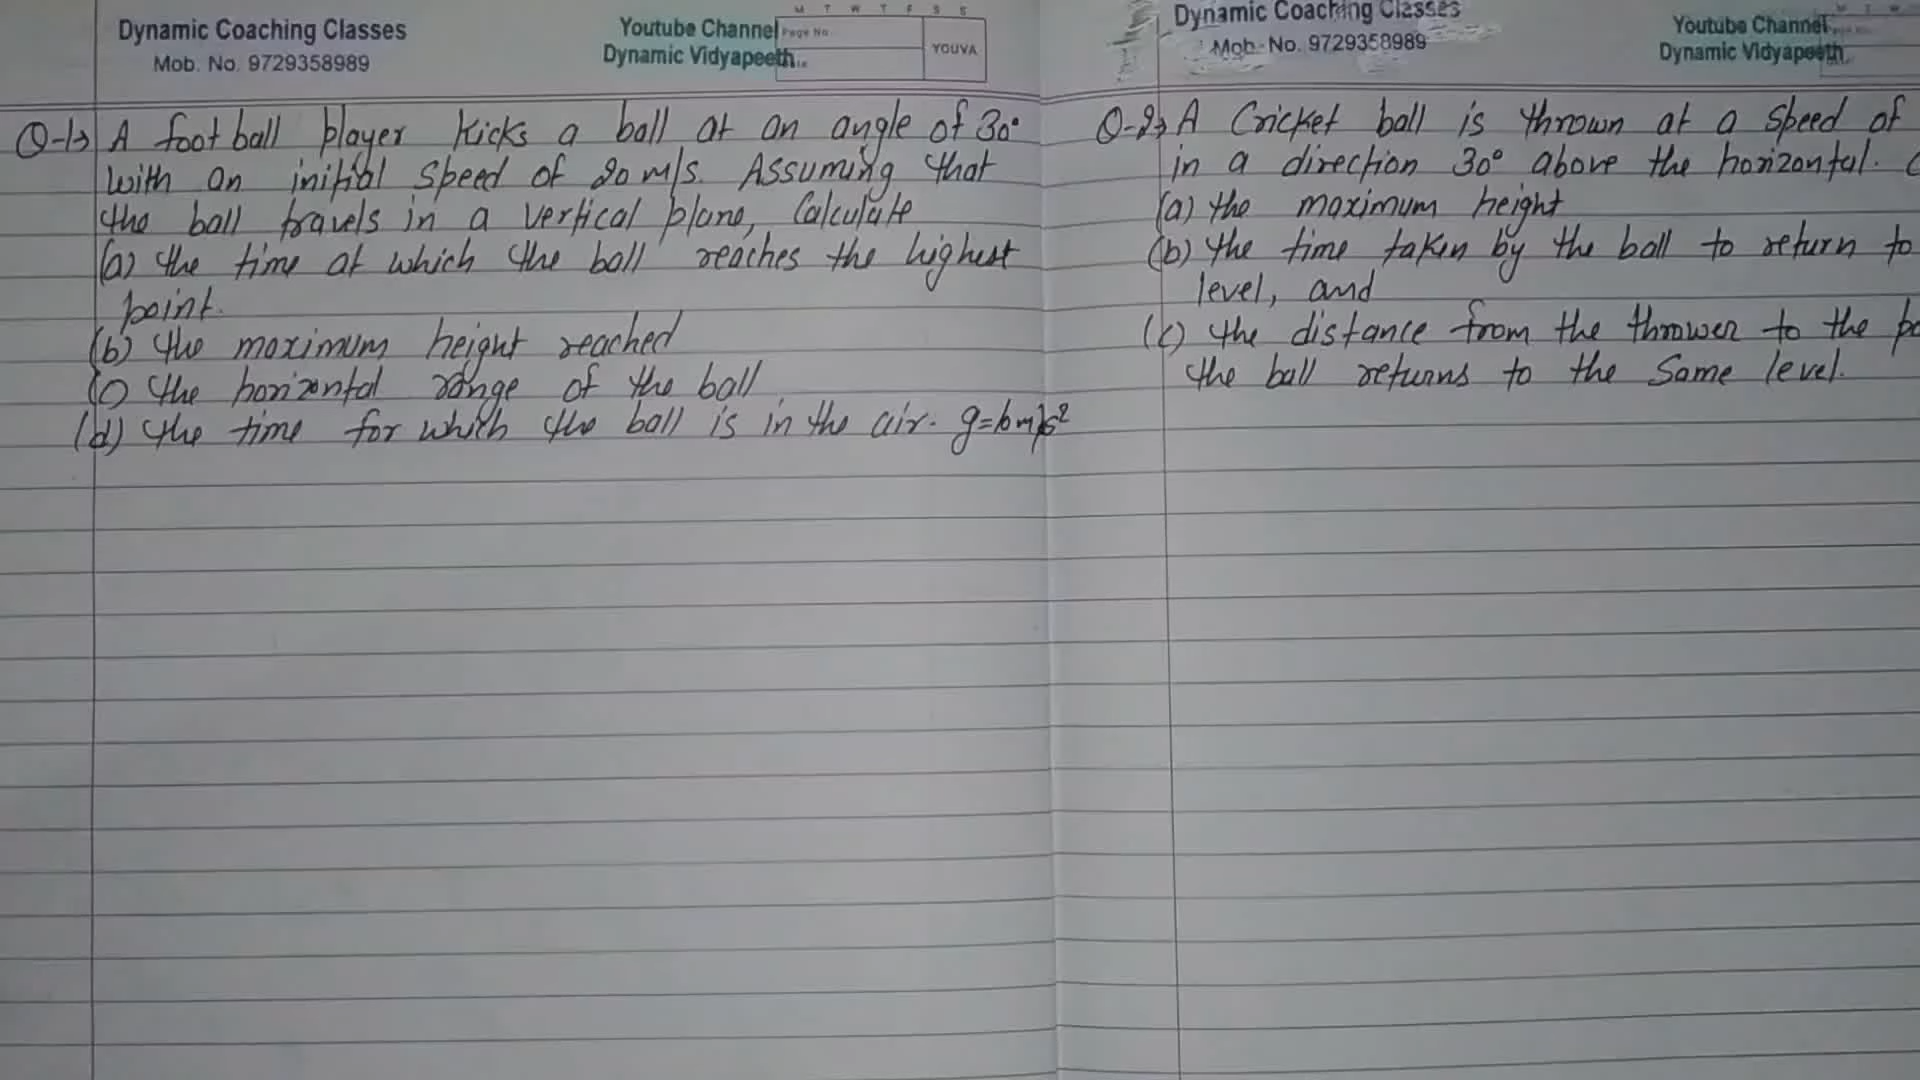 Dynamic Coaching Classes
Mob. No. 9729358989
Youtube Channel
Dynamic Vidyapeeth
M T W T F S S
Page No.
YOUVA
Q-1→ A foot ball player kicks a ball at an angle of 30°
with an initial speed of 20 m/s. Assuming that
the ball travels in a vertical plane, Calculate
(a) the time at which the ball reaches the highest
point.
(b) the maximum height reached
(c) the horizontal range of the ball
(d) the time for which the ball is in the air. g=10 m/s²
Dynamic Coaching Classes
Mob. No. 9729358989
Youtube Channel
Dynamic Vidyapeeth
Q-2→ A Cricket ball is thrown at a speed of
in a direction 30° above the horizontal.
(a) the maximum height
(b) the time taken by the ball to return to
level, and
(c) the distance from the thrower to the
the ball returns to the same level.